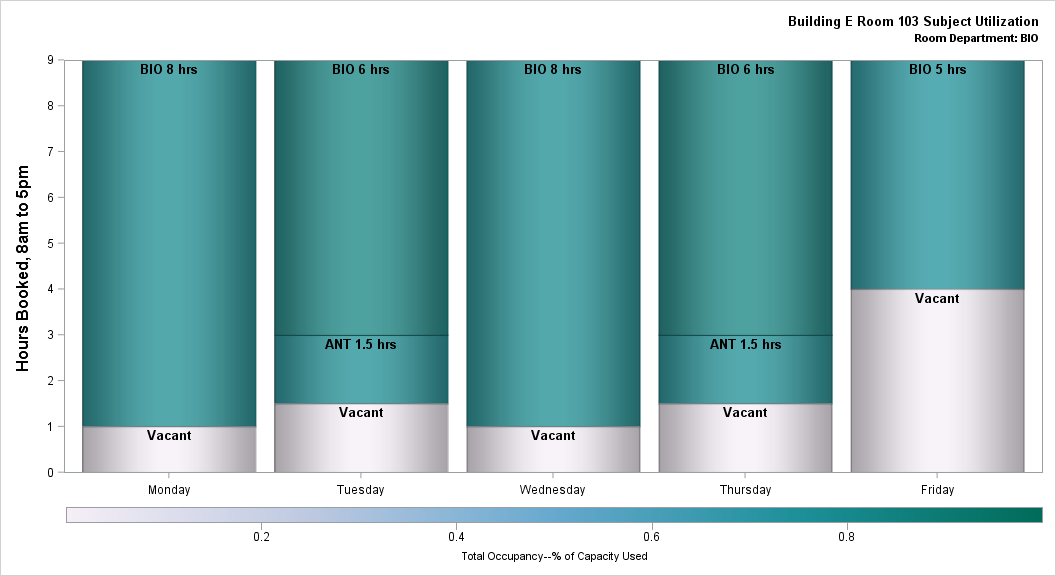 Building E Room 103 Subject Utilization
Room Department: BIO
Hours Booked, 8am to 5pm
9
8
7
6
5
4
3
2
1
0
BIO 8 hrs
Vacant
BIO 6 hrs
ANT 1.5 hrs
Vacant
BIO 8 hrs
Vacant
BIO 6 hrs
ANT 1.5 hrs
Vacant
BIO 5 hrs
Vacant
Monday
Tuesday
Wednesday
Thursday
Friday
0.2
0.4
0.6
0.8
Total Occupancy--% of Capacity Used